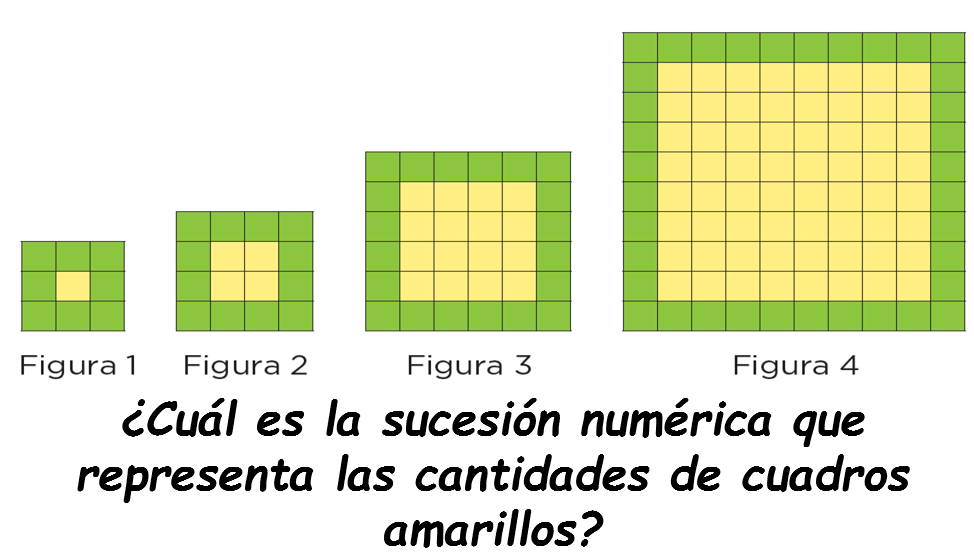 Figura 1
Figura 2
Figura 3
Figura 4
¿Cuál es la sucesión numérica que
representa las cantidades de cuadros
amarillos?